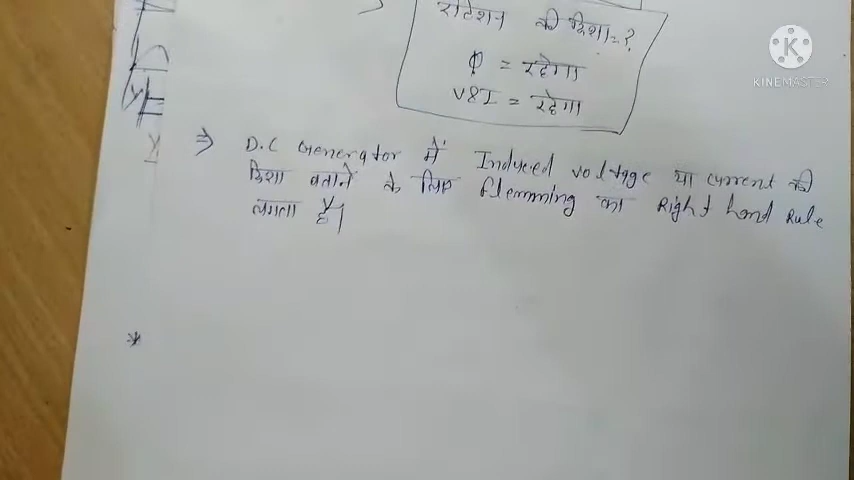 रोटेशन की दिशा = ?
Φ = रहेगा
V&I = रहेगा
⇒ D.C Generator में Induced voltage या current की
दिशा बताने के लिए flemming का Right hand Rule
लगता है।
*
KINEMASTER